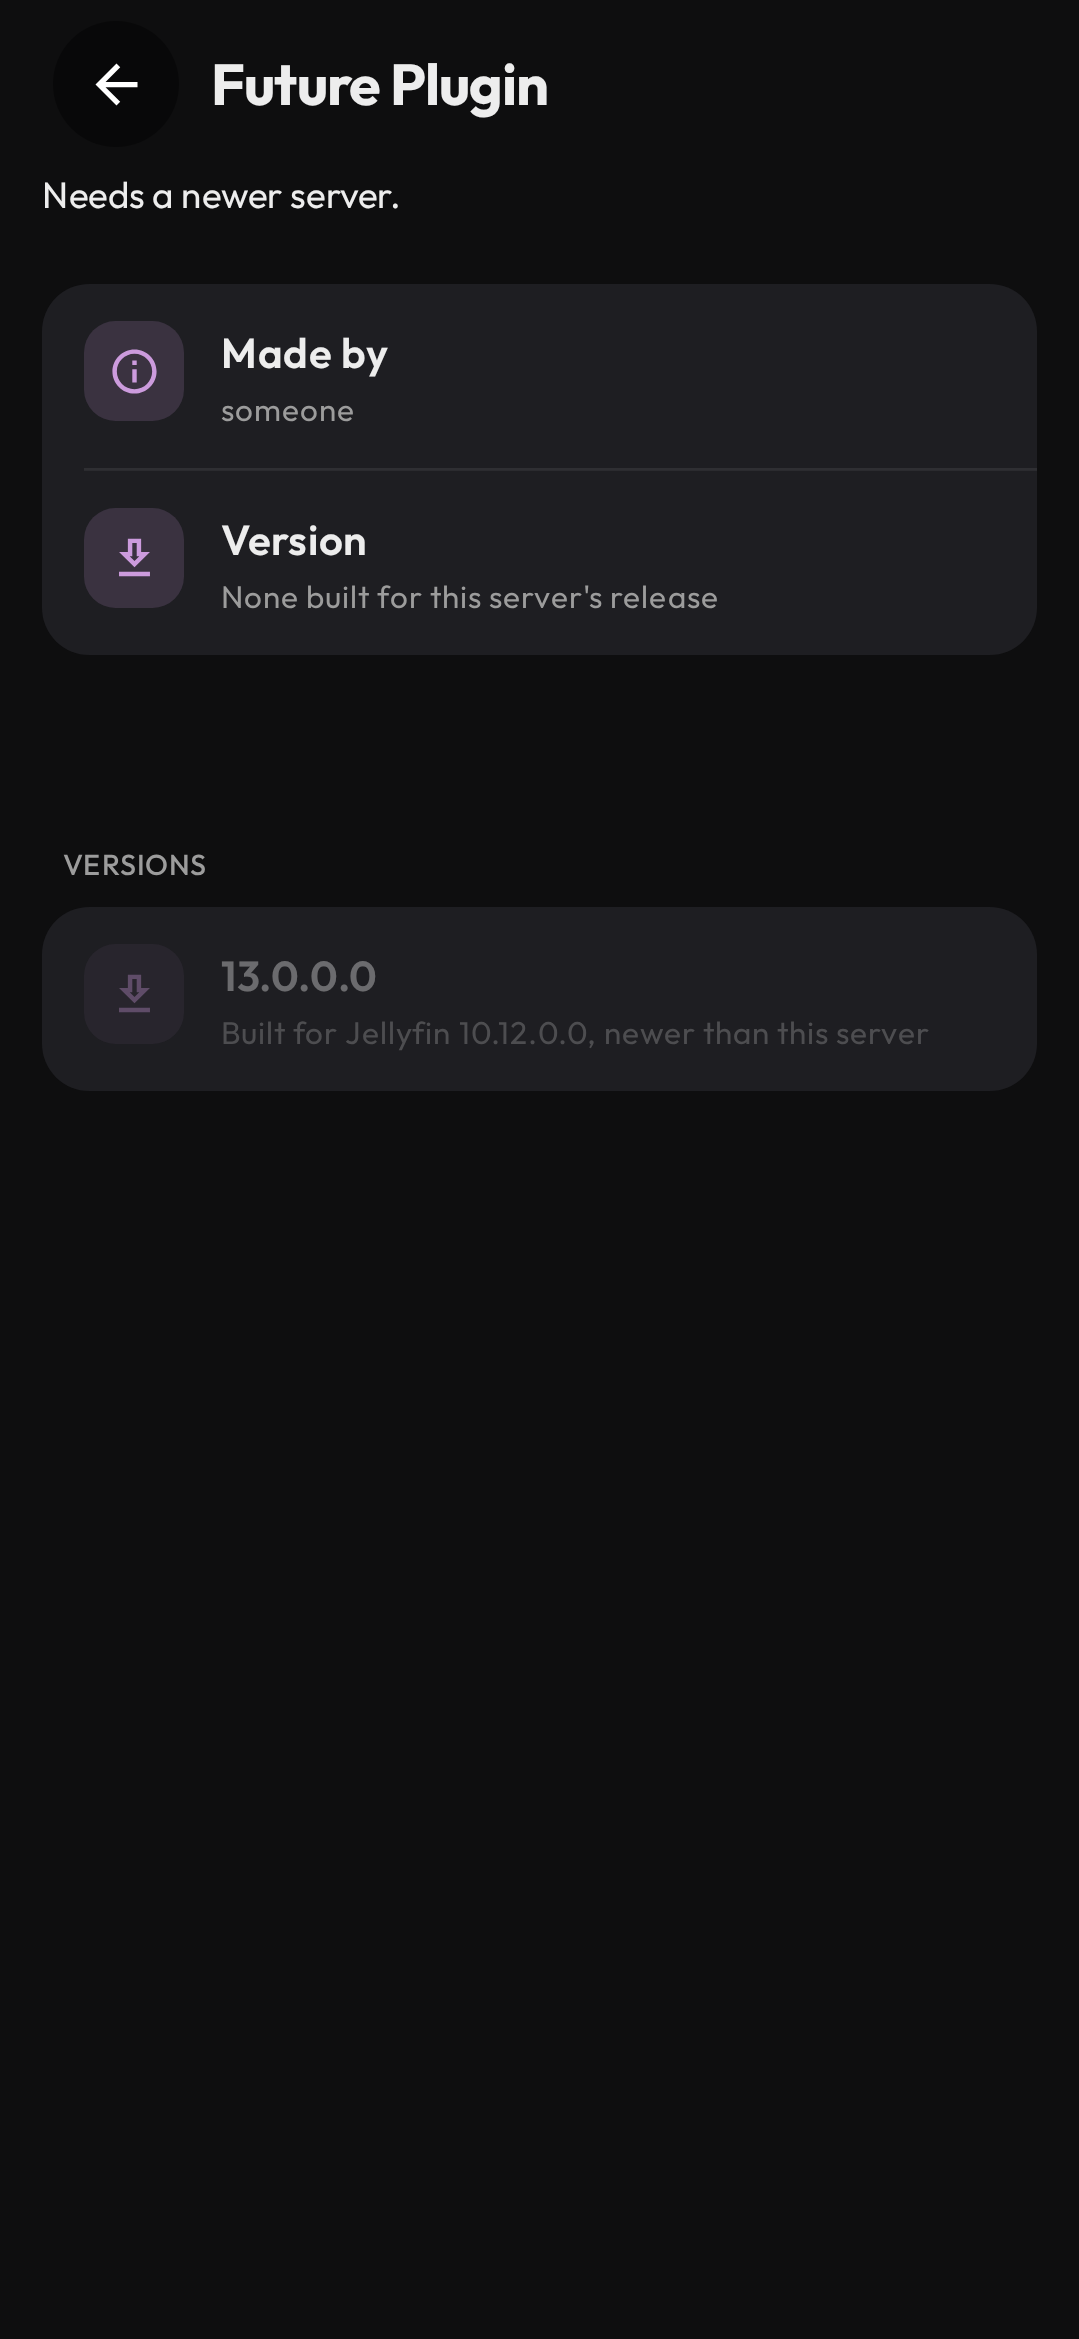 Future Plugin
Needs a newer server.
Made by
someone
Version
None built for this server's release
VERSIONS
13.0.0.0
Built for Jellyfin 10.12.0.0, newer than this server